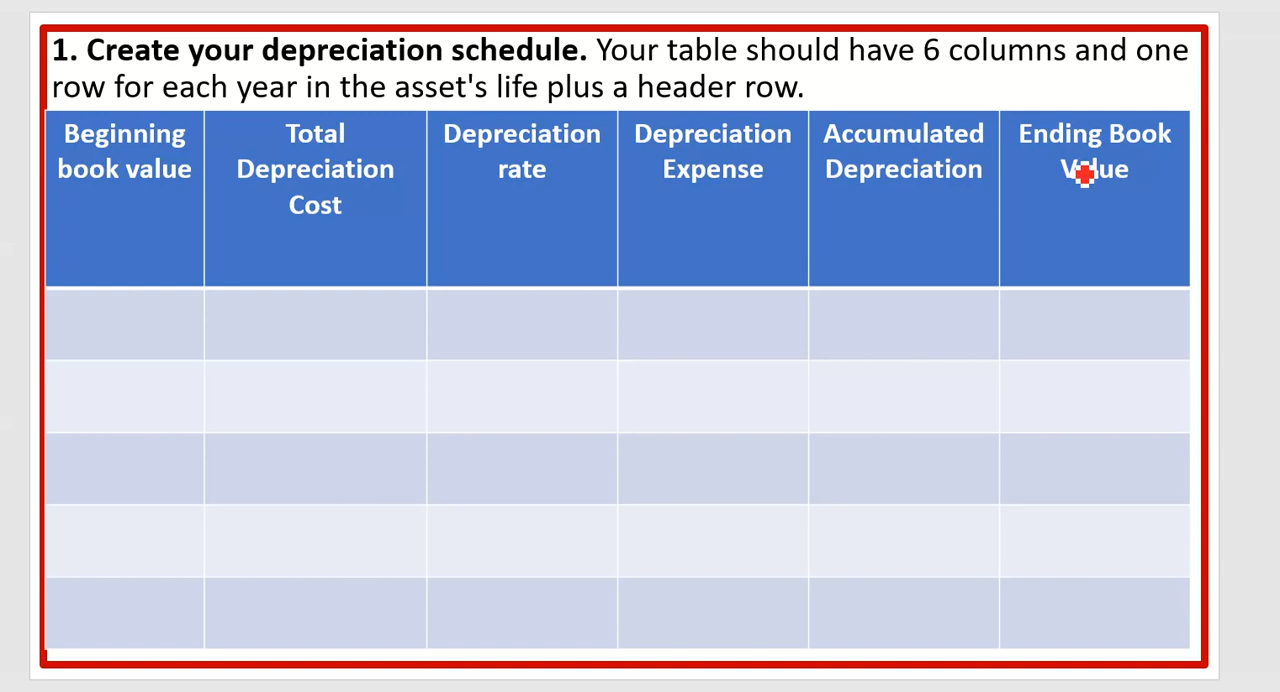 1. Create your depreciation schedule. Your table should have 6 columns and one
row for each year in the asset's life plus a header row.
Beginning
book value
Total
Depreciation
Cost
Depreciation
rate
Depreciation
Expense
Accumulated
Depreciation
Ending Book
Value